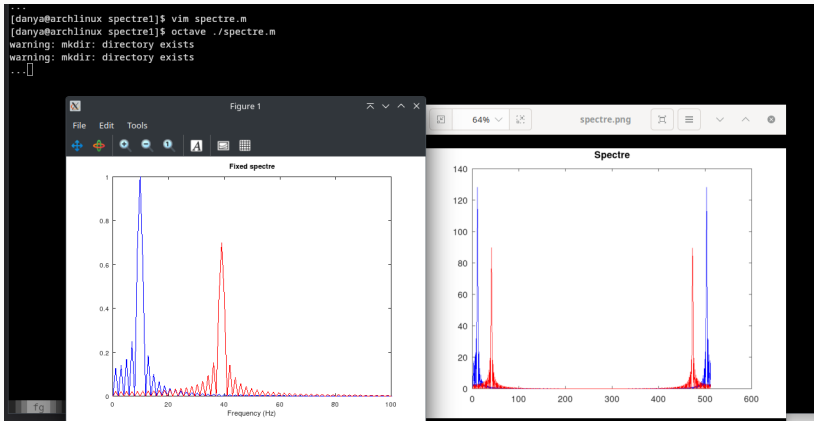 ...
[danya@archlinux spectre1]$ vim spectre.m
[danya@archlinux spectre1]$ octave ./spectre.m
warning: mkdir: directory exists
warning: mkdir: directory exists
...
Figure 1
File Edit Tools
A
Fixed spectre
1
0.8
0.6
0.4
0.2
0
0 20 40 60 80 100
Frequency (Hz)
64% spectre.png
Spectre
140
120
100
80
60
40
20
0
0 100 200 300 400 500 600
fg